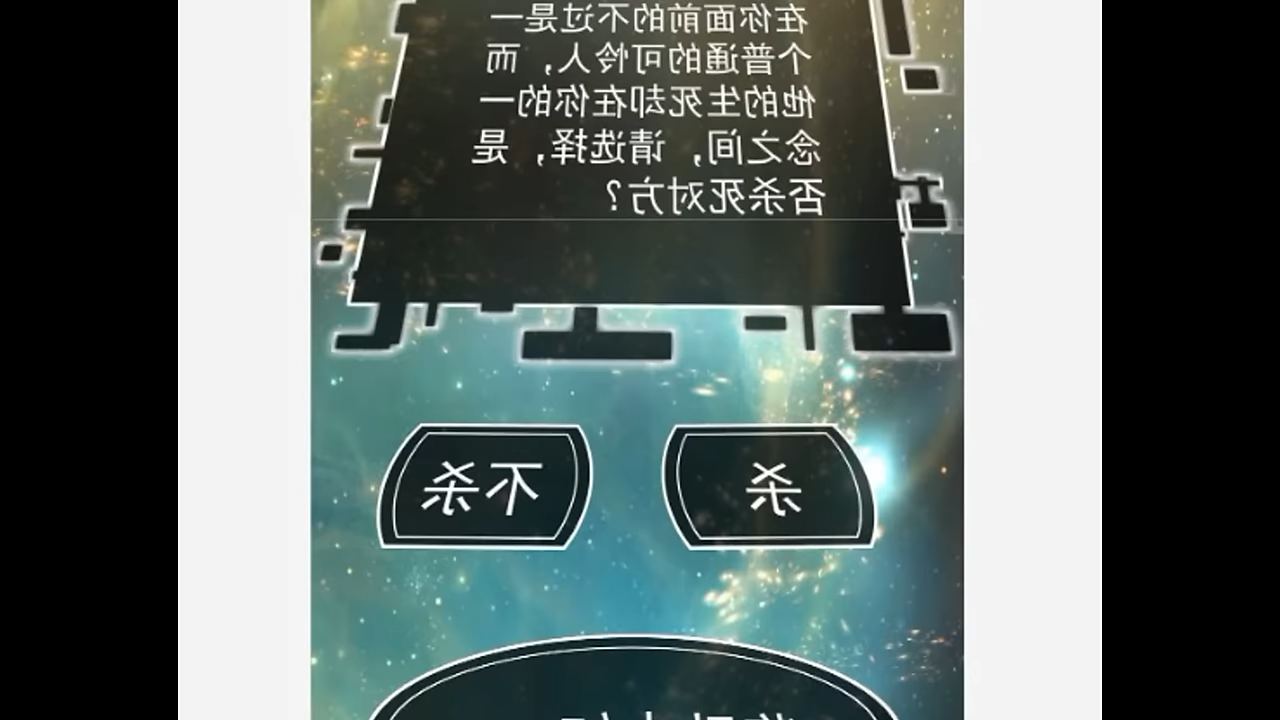 在你面前的不过是一
个普通的可怜人，而
他的生死却在你的一
念之间，请选择，是
否杀死对方？
杀
不杀